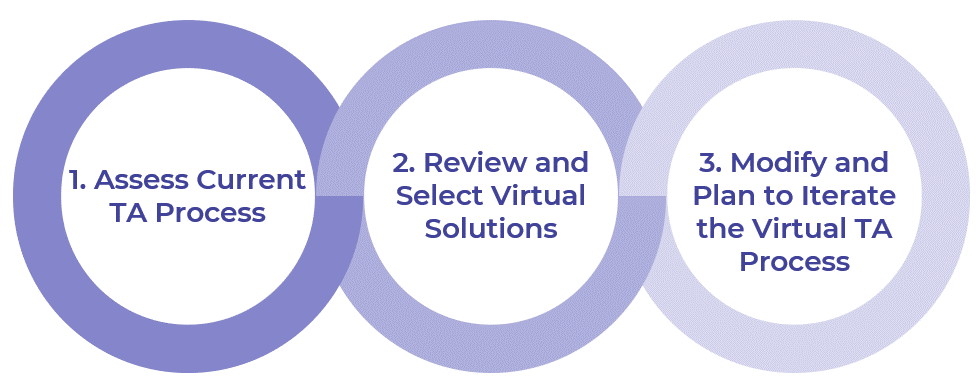 1. Assess Current
TA Process
2. Review and
Select Virtual
Solutions
3. Modify and
Plan to Iterate
the Virtual TA
Process